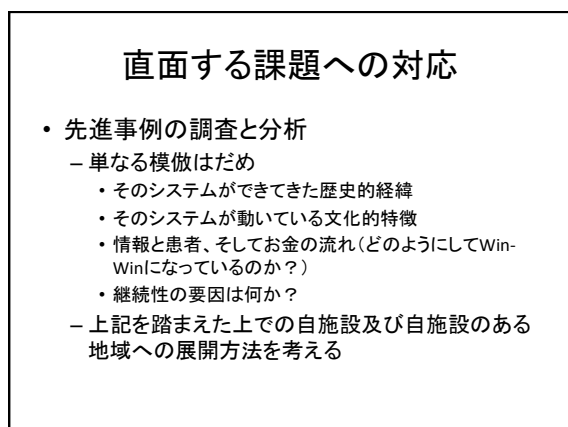 直面する課題への対応
• 先進事例の調査と分析
– 単なる模倣はだめ
• そのシステムができてきた歴史的経緯
• そのシステムが動いている文化的特徴
• 情報と患者、そしてお金の流れ(どのようにしてWin-
Winになっているのか?)
• 継続性の要因は何か?
– 上記を踏まえた上での自施設及び自施設のある
地域への展開方法を考える